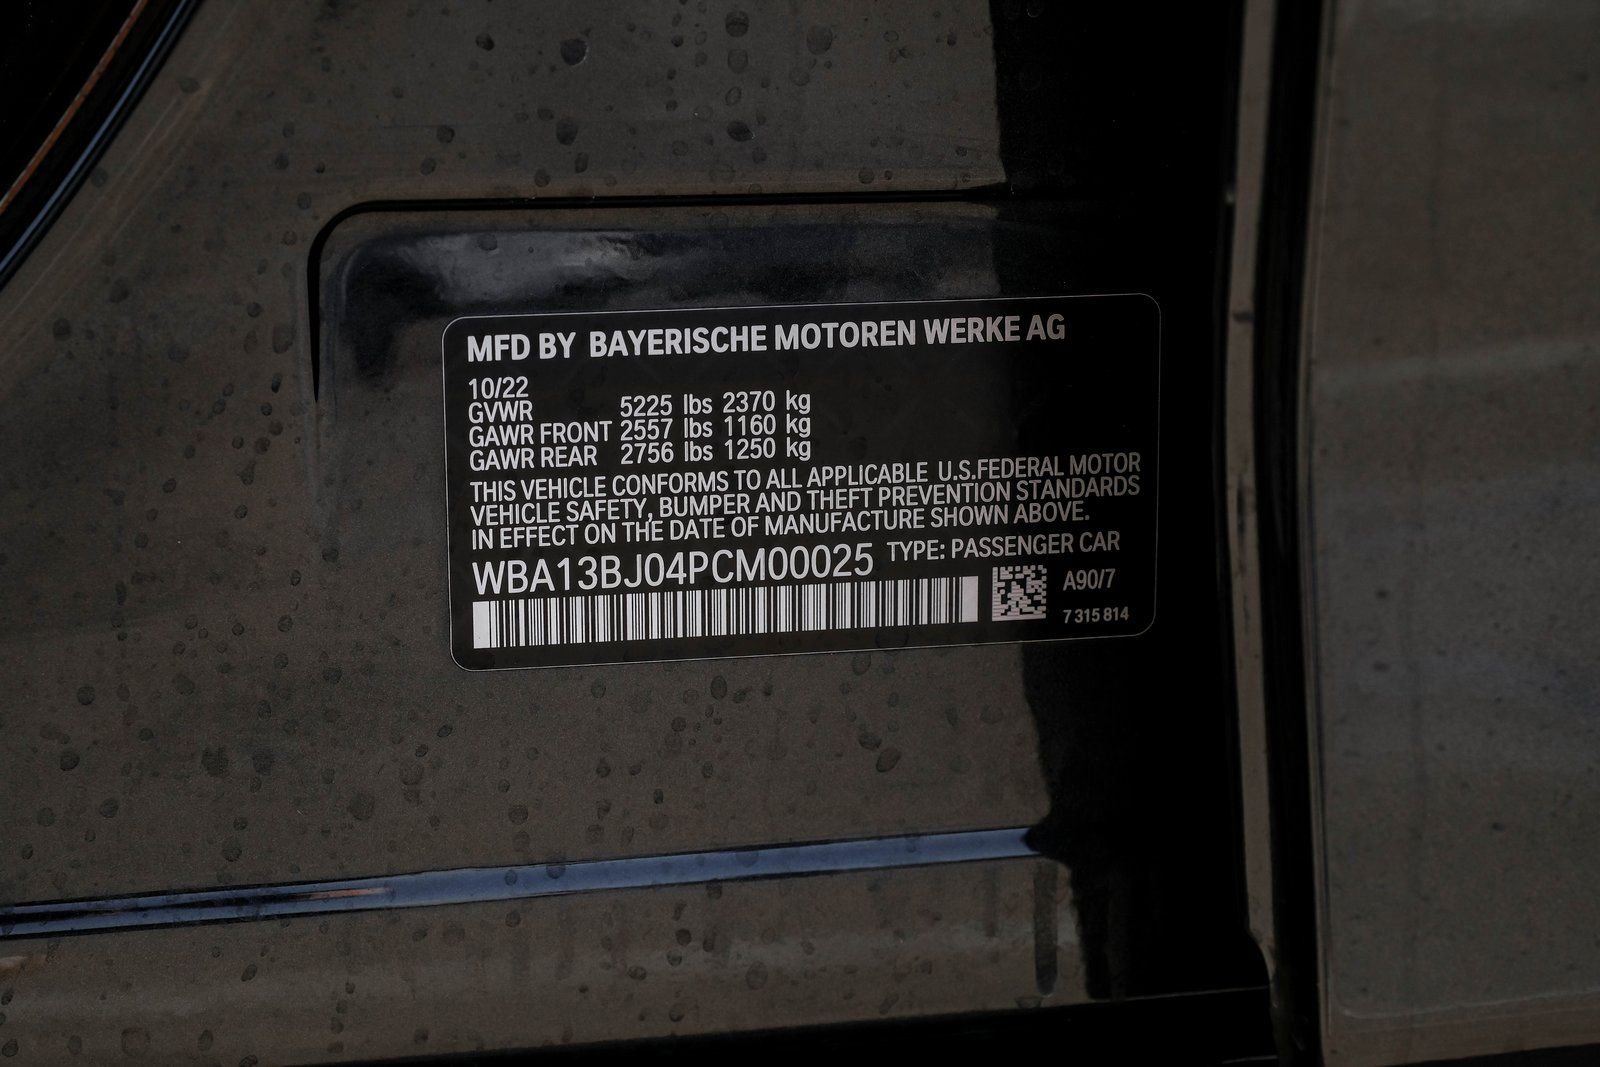 MFD BY BAYERISCHE MOTOREN WERKE AG
10/22
GVWR 5225 lbs 2370 kg
GAWR FRONT 2557 lbs 1160 kg
GAWR REAR 2756 lbs 1250 kg
THIS VEHICLE CONFORMS TO ALL APPLICABLE U.S.FEDERAL MOTOR
VEHICLE SAFETY, BUMPER AND THEFT PREVENTION STANDARDS
IN EFFECT ON THE DATE OF MANUFACTURE SHOWN ABOVE.
WBA13BJ04PCM00025 TYPE: PASSENGER CAR
A90/7
7 315 814